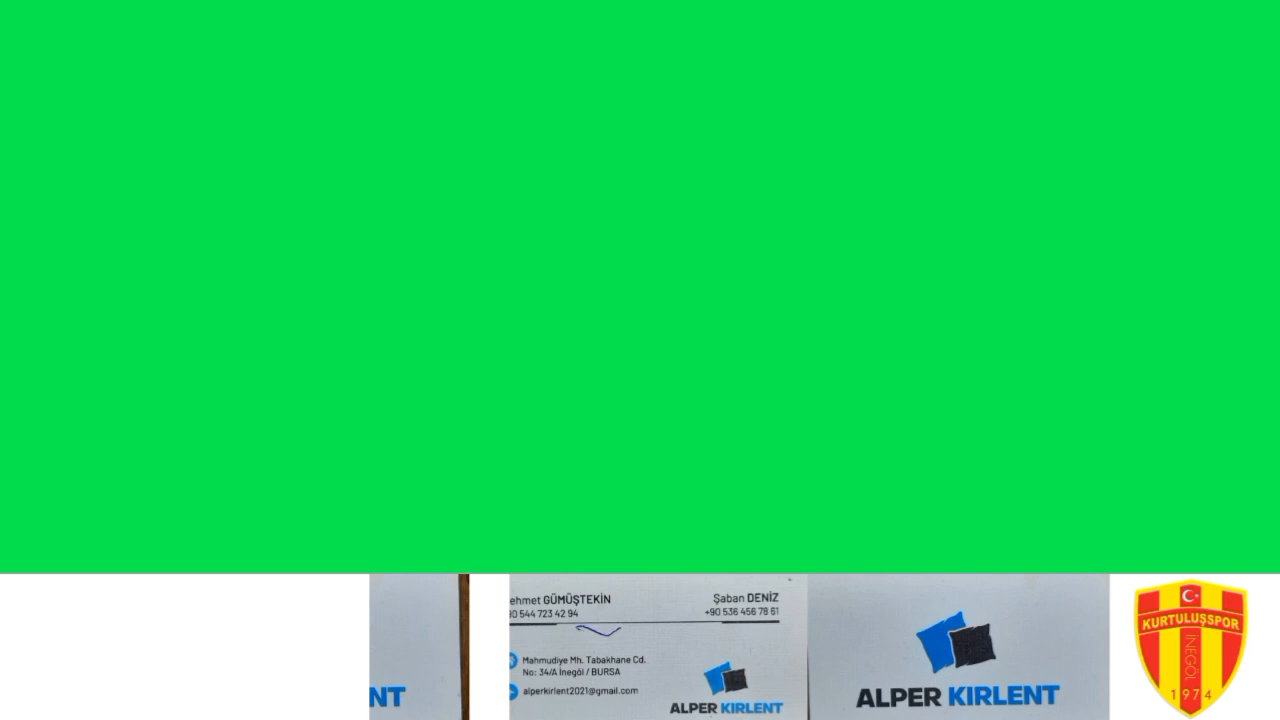 NT
ehmet GÜMÜŞTEKİN
90 544 723 42 94
Şaban DENİZ
+90 536 456 78 61
Mahmudiye Mh. Tabakhane Cd.
No: 34/A İnegöl / BURSA
alperkirlent2021@gmail.com
ALPER KIRLENT
ALPER KIRLENT
KURTULUŞSPOR
İNEGÖL
1974